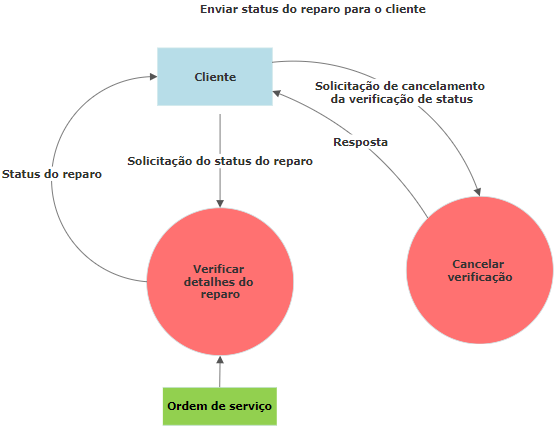 Enviar status do reparo para o cliente
Cliente
Solicitação de cancelamento
da verificação de status
Resposta
Solicitação do status do reparo
Status do reparo
Verificar
detalhes do
reparo
Cancelar
verificação
Ordem de serviço